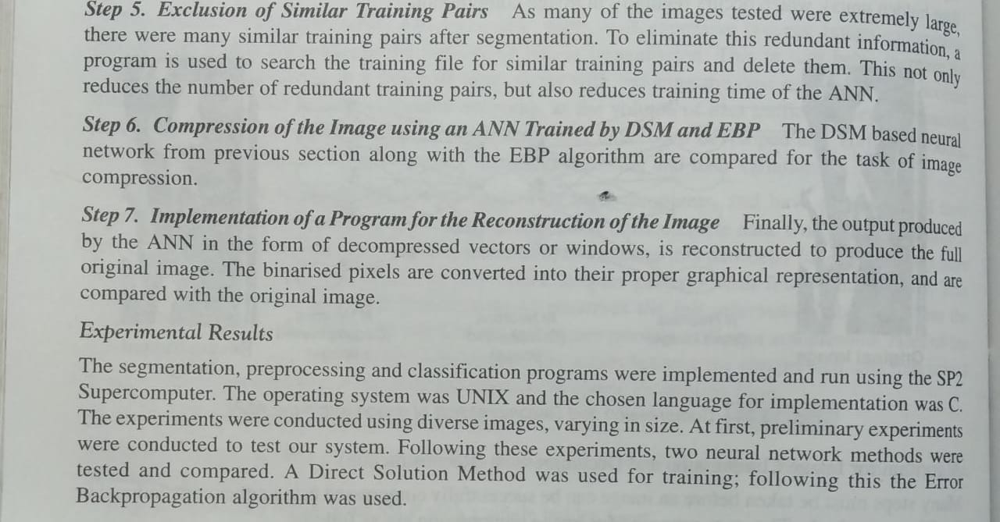 Step 5. Exclusion of Similar Training Pairs As many of the images tested were extremely large,
there were many similar training pairs after segmentation. To eliminate this redundant information, a
program is used to search the training file for similar training pairs and delete them. This not only
reduces the number of redundant training pairs, but also reduces training time of the ANN.
Step 6. Compression of the Image using an ANN Trained by DSM and EBP The DSM based neural
network from previous section along with the EBP algorithm are compared for the task of image
compression.
Step 7. Implementation of a Program for the Reconstruction of the Image Finally, the output produced
by the ANN in the form of decompressed vectors or windows, is reconstructed to produce the full
original image. The binarised pixels are converted into their proper graphical representation, and are
compared with the original image.
Experimental Results
The segmentation, preprocessing and classification programs were implemented and run using the SP2
Supercomputer. The operating system was UNIX and the chosen language for implementation was C.
The experiments were conducted using diverse images, varying in size. At first, preliminary experiments
were conducted to test our system. Following these experiments, two neural network methods were
tested and compared. A Direct Solution Method was used for training; following this the Error
Backpropagation algorithm was used.